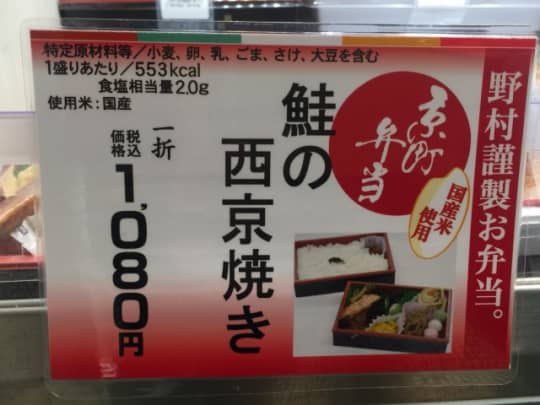 特定原材料等／小麦、卵、乳、ごま、さけ、大豆を含む
1盛りあたり／553kcal
食塩相当量2.0g
使用米：国産
野村謹製お弁当。
京町
弁当
国産米
使用
鮭の
西京焼き
一折
税込
価格
1,080円